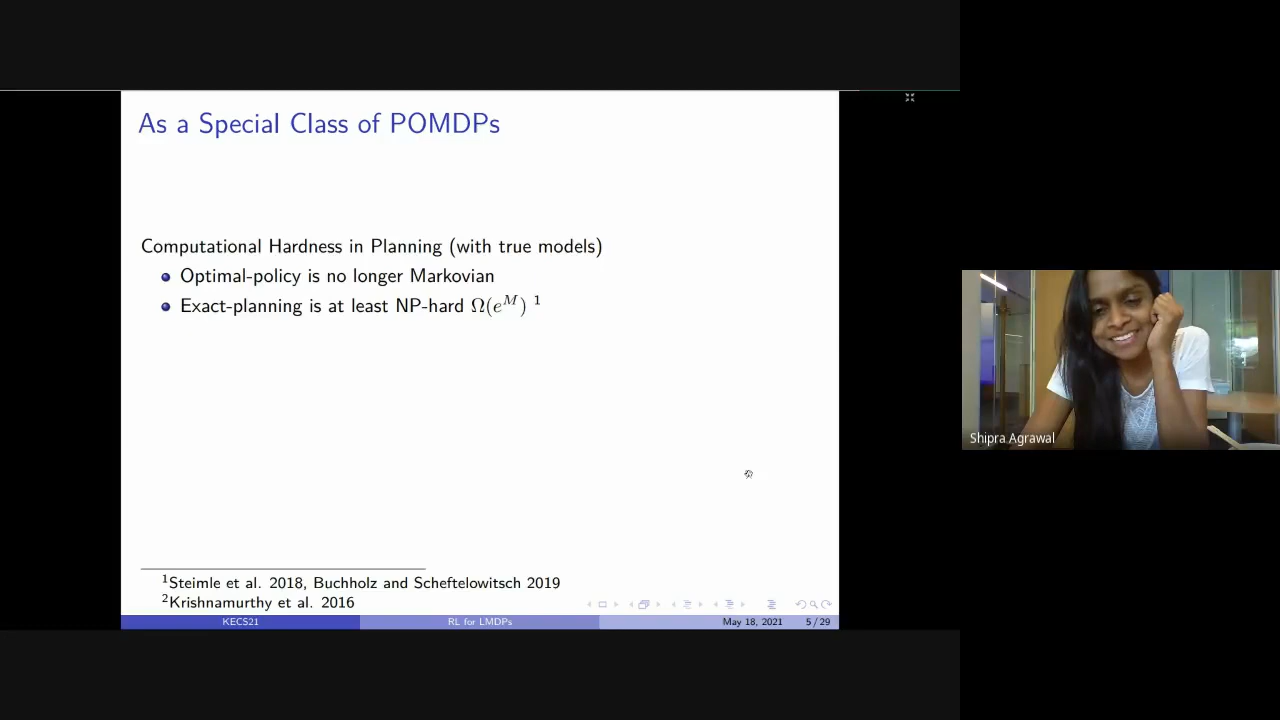 As a Special Class of POMDPs
Computational Hardness in Planning (with true models)
Optimal-policy is no longer Markovian
Exact-planning is at least NP-hard Ω(e^M) ¹
¹Steimle et al. 2018, Buchholz and Scheftelowitsch 2019
²Krishnamurthy et al. 2016
KECS21 RL for LMDPs May 18, 2021 5 / 29
Shipra Agrawal